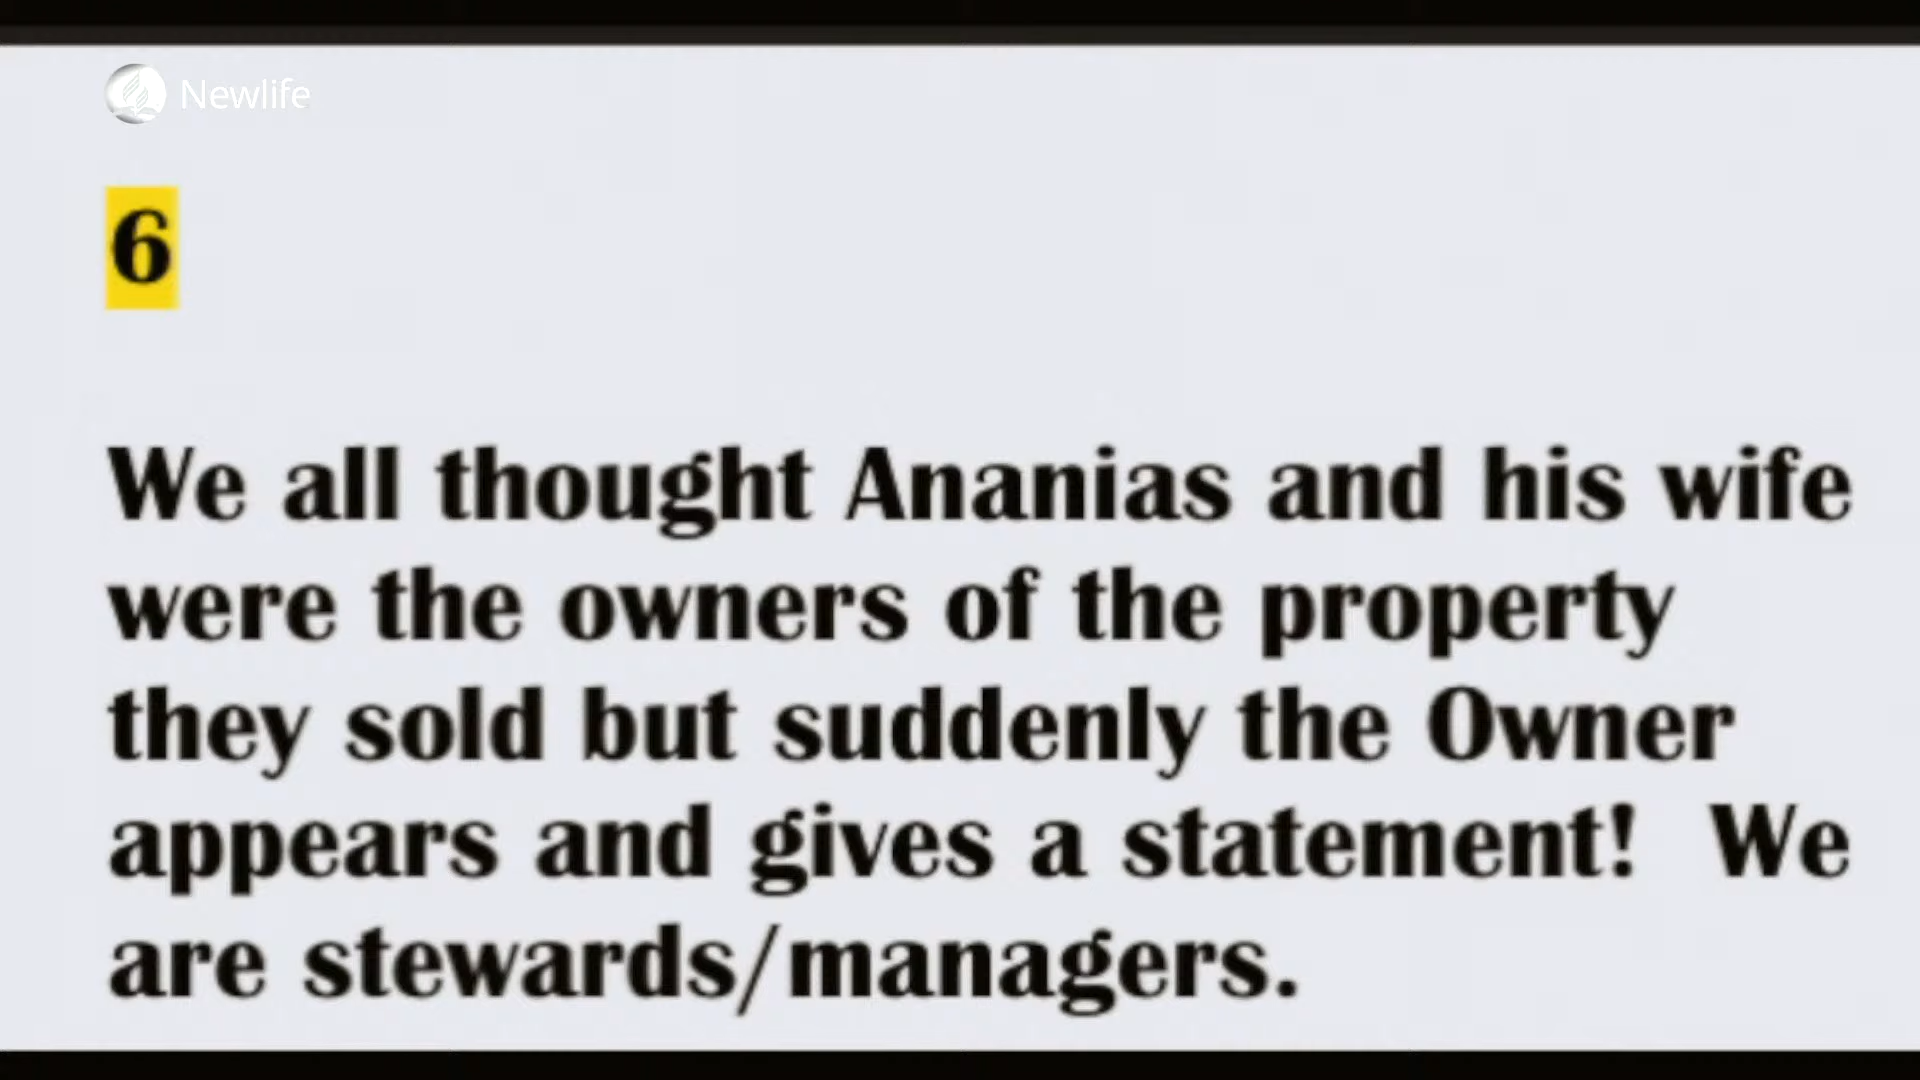 Newlife
6
We all thought Ananias and his wife
were the owners of the property
they sold but suddenly the Owner
appears and gives a statement!  We
are stewards/managers.